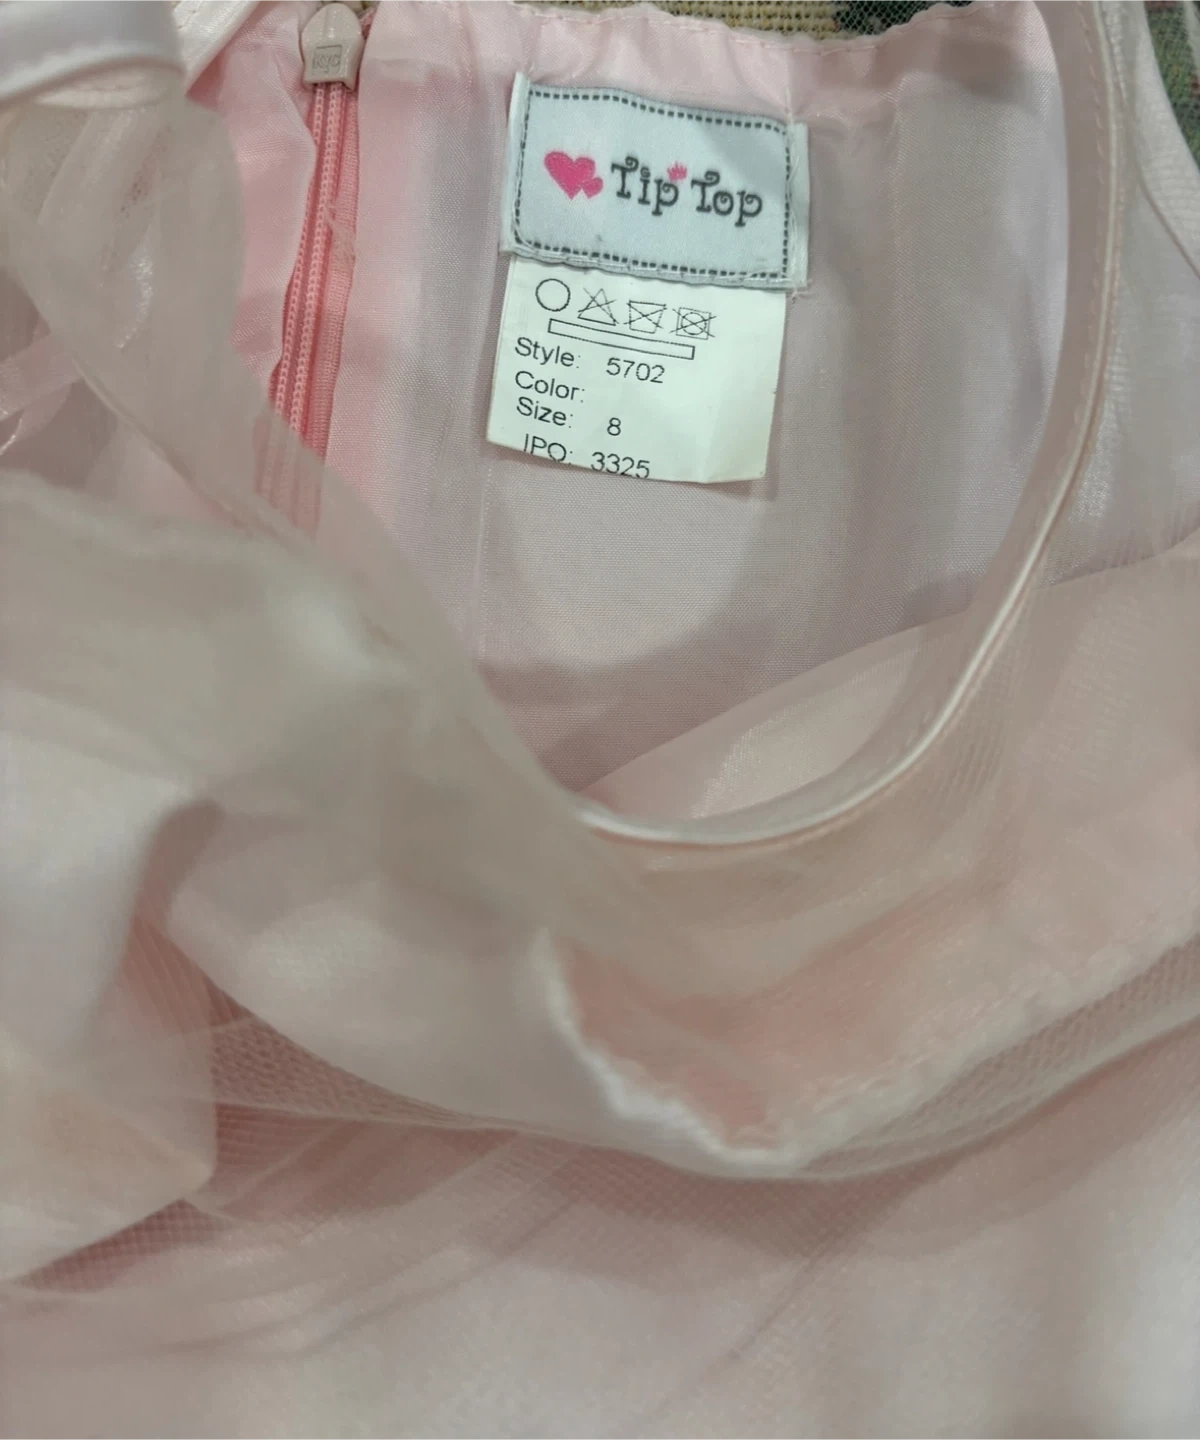 Tip Top
Style: 5702
Color:
Size: 8
IPO: 3325